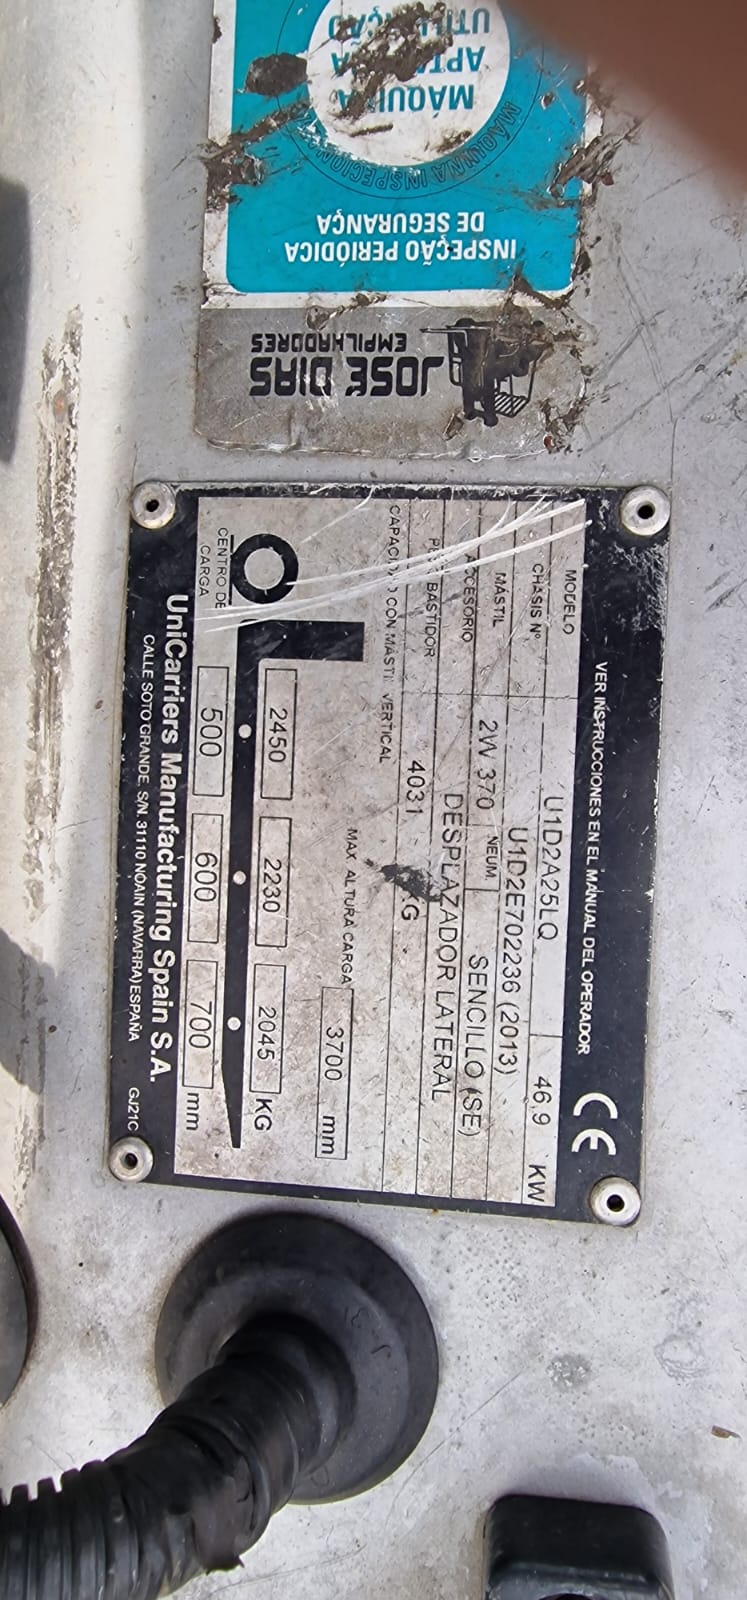 MÁQUINA
APTA
UTILIZAÇÃO
MÁQUINA
INSPEÇÃO PERIÓDICA
DE SEGURANÇA
JOSÉ DIAS
EMPILHADORES
VER INSTRUCCIONES EN EL MANUAL DEL OPERADOR
CE
MODELO U1D2A25LQ 46,9 KW
CHASIS Nº U1D2E702236 (2013)
MÁSTIL 2W 370 NEUM. SENCILLO (SE)
ACCESORIO DESPLAZADOR LATERAL
BASTIDOR 4031 KG
CAPACIDAD CON MÁSTIL VERTICAL
MAX. ALTURA CARGA 3700 mm
2450 2230 2045 KG
CENTRO DE
CARGA
500 600 700 mm
UniCarriers Manufacturing Spain S.A.
CALLE SOTO GRANDE, S/N. 31110 NOAIN (NAVARRA) ESPAÑA GJ21C